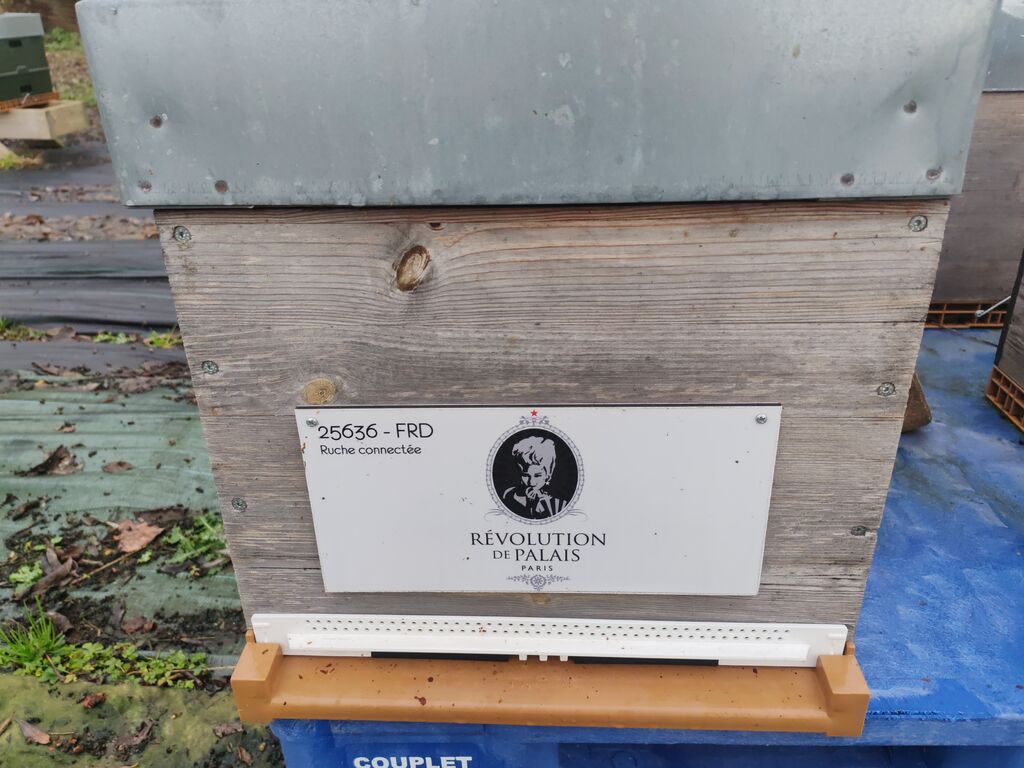 25636 - FRD
Ruche connectée
RÉVOLUTION
DE PALAIS
PARIS
COUPLET